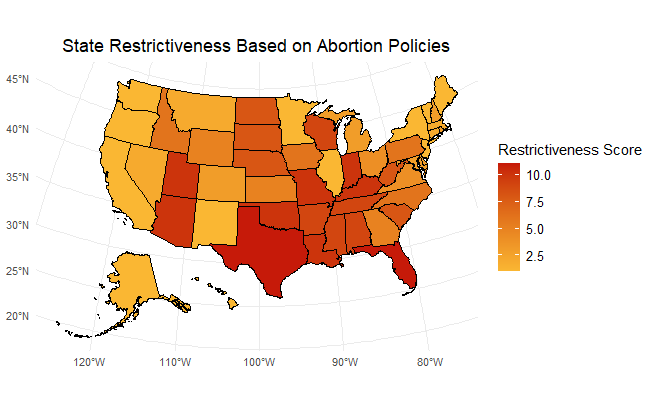 State Restrictiveness Based on Abortion Policies
45°N
40°N
35°N
30°N
25°N
20°N
120°W
110°W
100°W
90°W
80°W
Restrictiveness Score
10.0
7.5
5.0
2.5